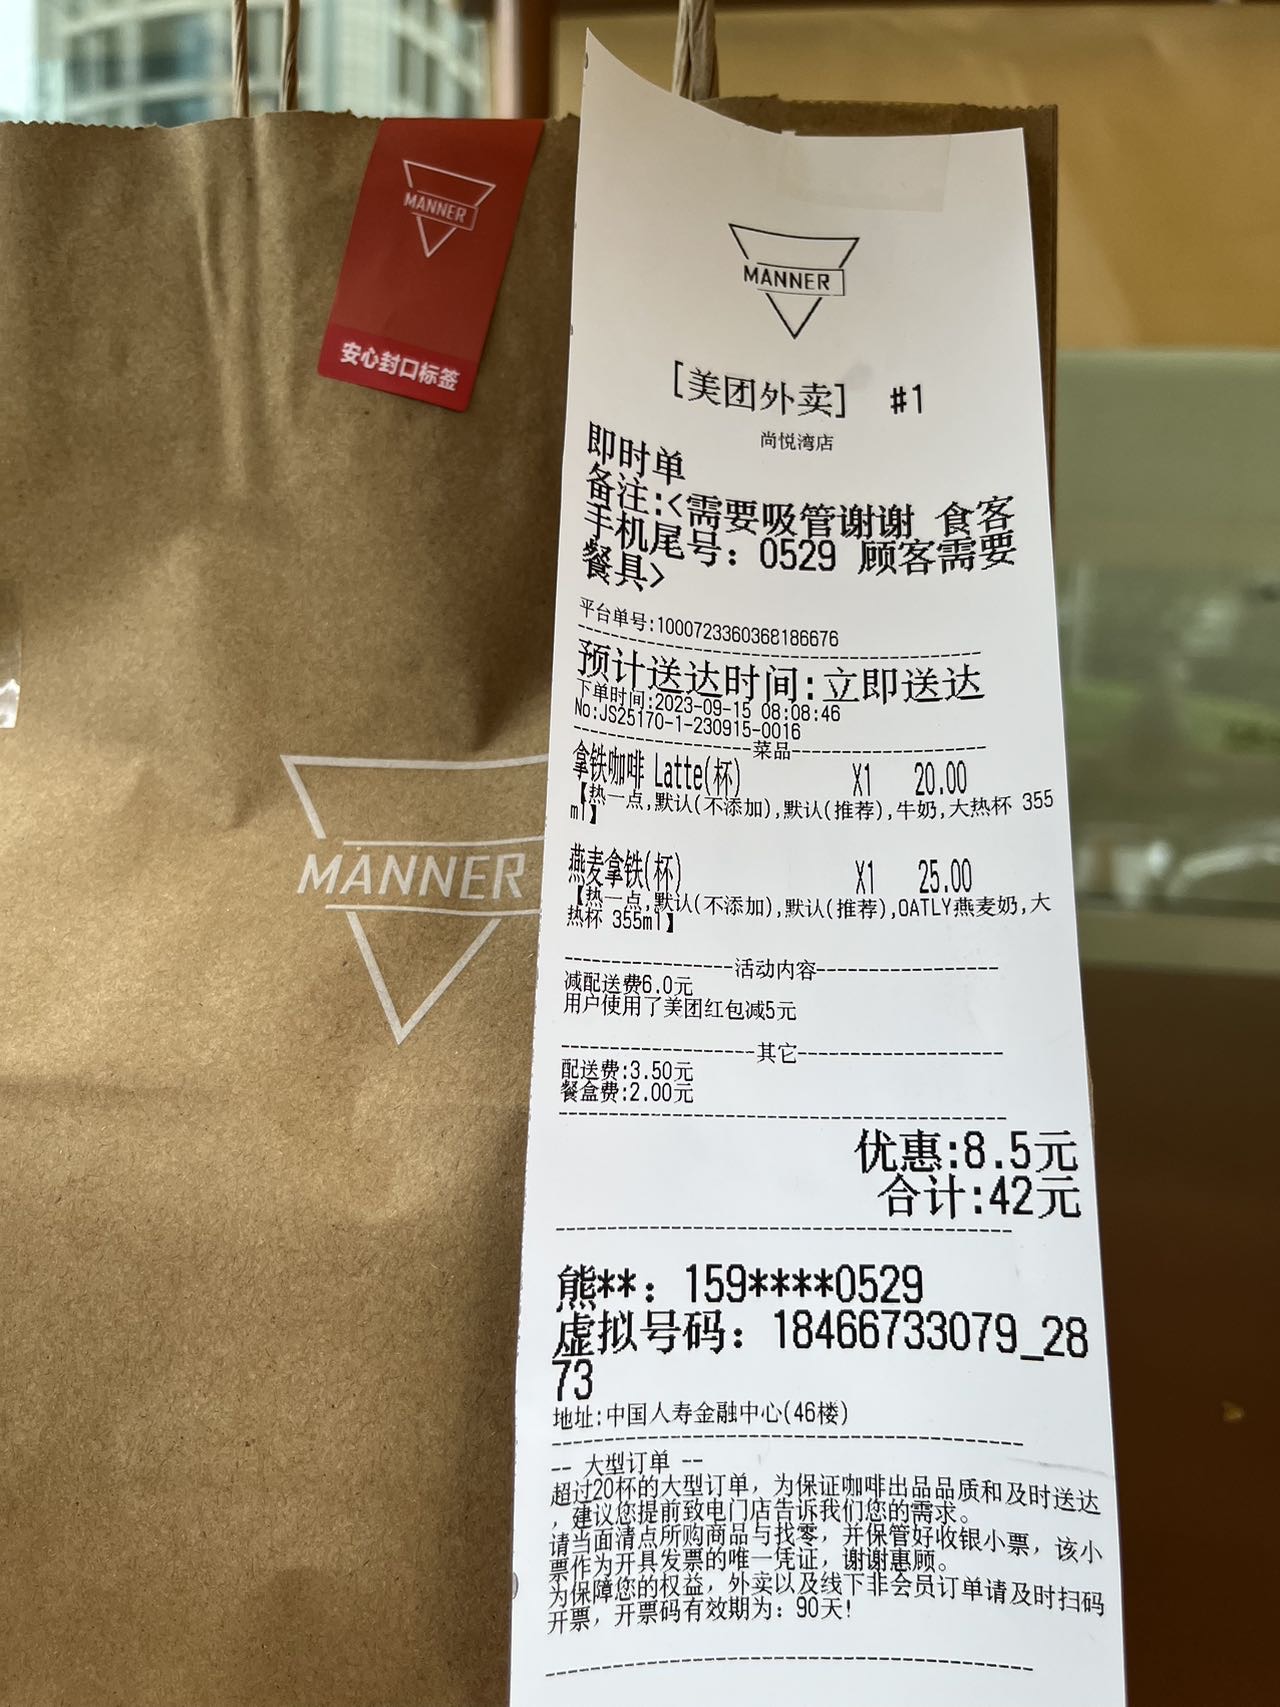 MANNER
安心封口标签
MANNER
MANNER
[美团外卖] #1
尚悦湾店
即时单
备注:<需要吸管谢谢 食客
手机尾号：0529 顾客需要
餐具>
平台单号:1000723360368186676
预计送达时间:立即送达
下单时间:2023-09-15 08:08:46
No:JS25170-1-230915-0016
菜品
拿铁咖啡 Latte(杯) X1 20.00
【热一点,默认(不添加),默认(推荐),牛奶,大热杯 355
ml】
燕麦拿铁(杯) X1 25.00
【热一点,默认(不添加),默认(推荐),OATLY燕麦奶,大
热杯 355ml】
活动内容
减配送费6.0元
用户使用了美团红包减5元
其它
配送费:3.50元
餐盒费:2.00元
优惠:8.5元
合计:42元
熊**：159****0529
虚拟号码：18466733079_28
73
地址:中国人寿金融中心(46楼)
-- 大型订单 --
超过20杯的大型订单，为保证咖啡出品品质和及时送达
，建议您提前致电门店告诉我们您的需求。
请当面清点所购商品与找零，并保管好收银小票，该小
票作为开具发票的唯一凭证，谢谢惠顾。
为保障您的权益，外卖以及线下非会员订单请及时扫码
开票，开票码有效期为：90天!